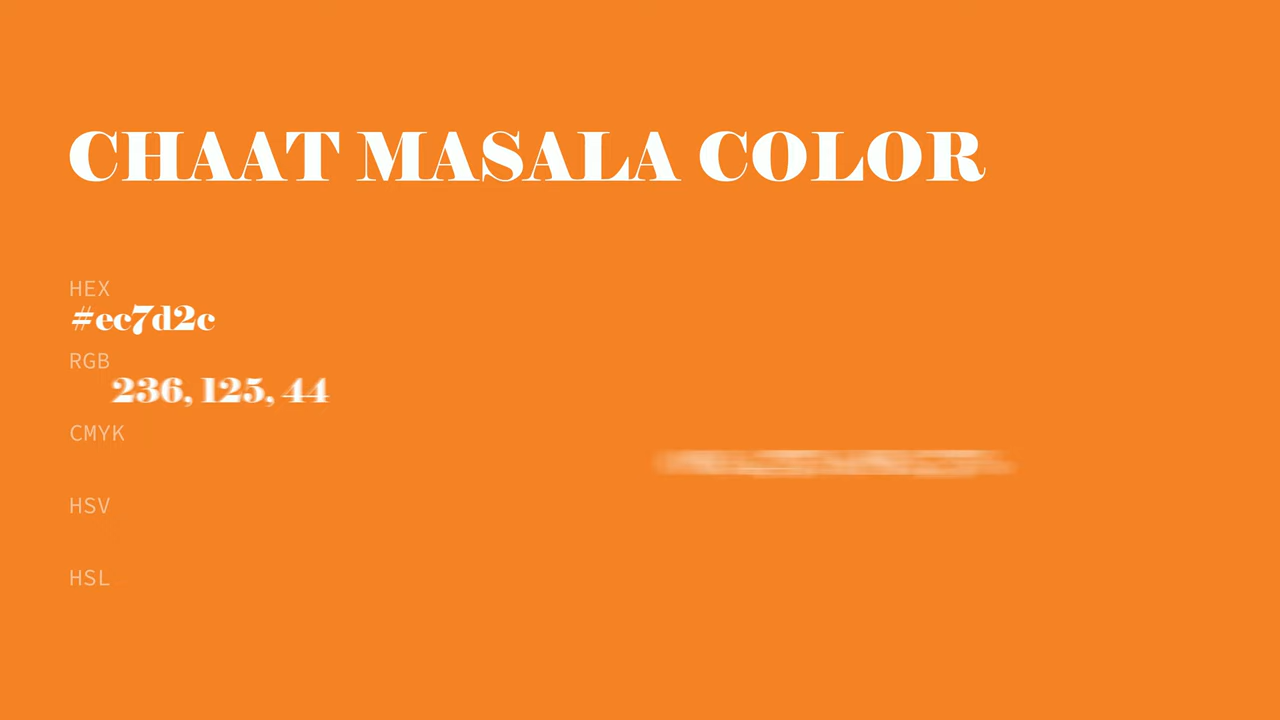 CHAAT MASALA COLOR
HEX
#ec7d2c
RGB
236, 125, 44
CMYK
HSV
HSL